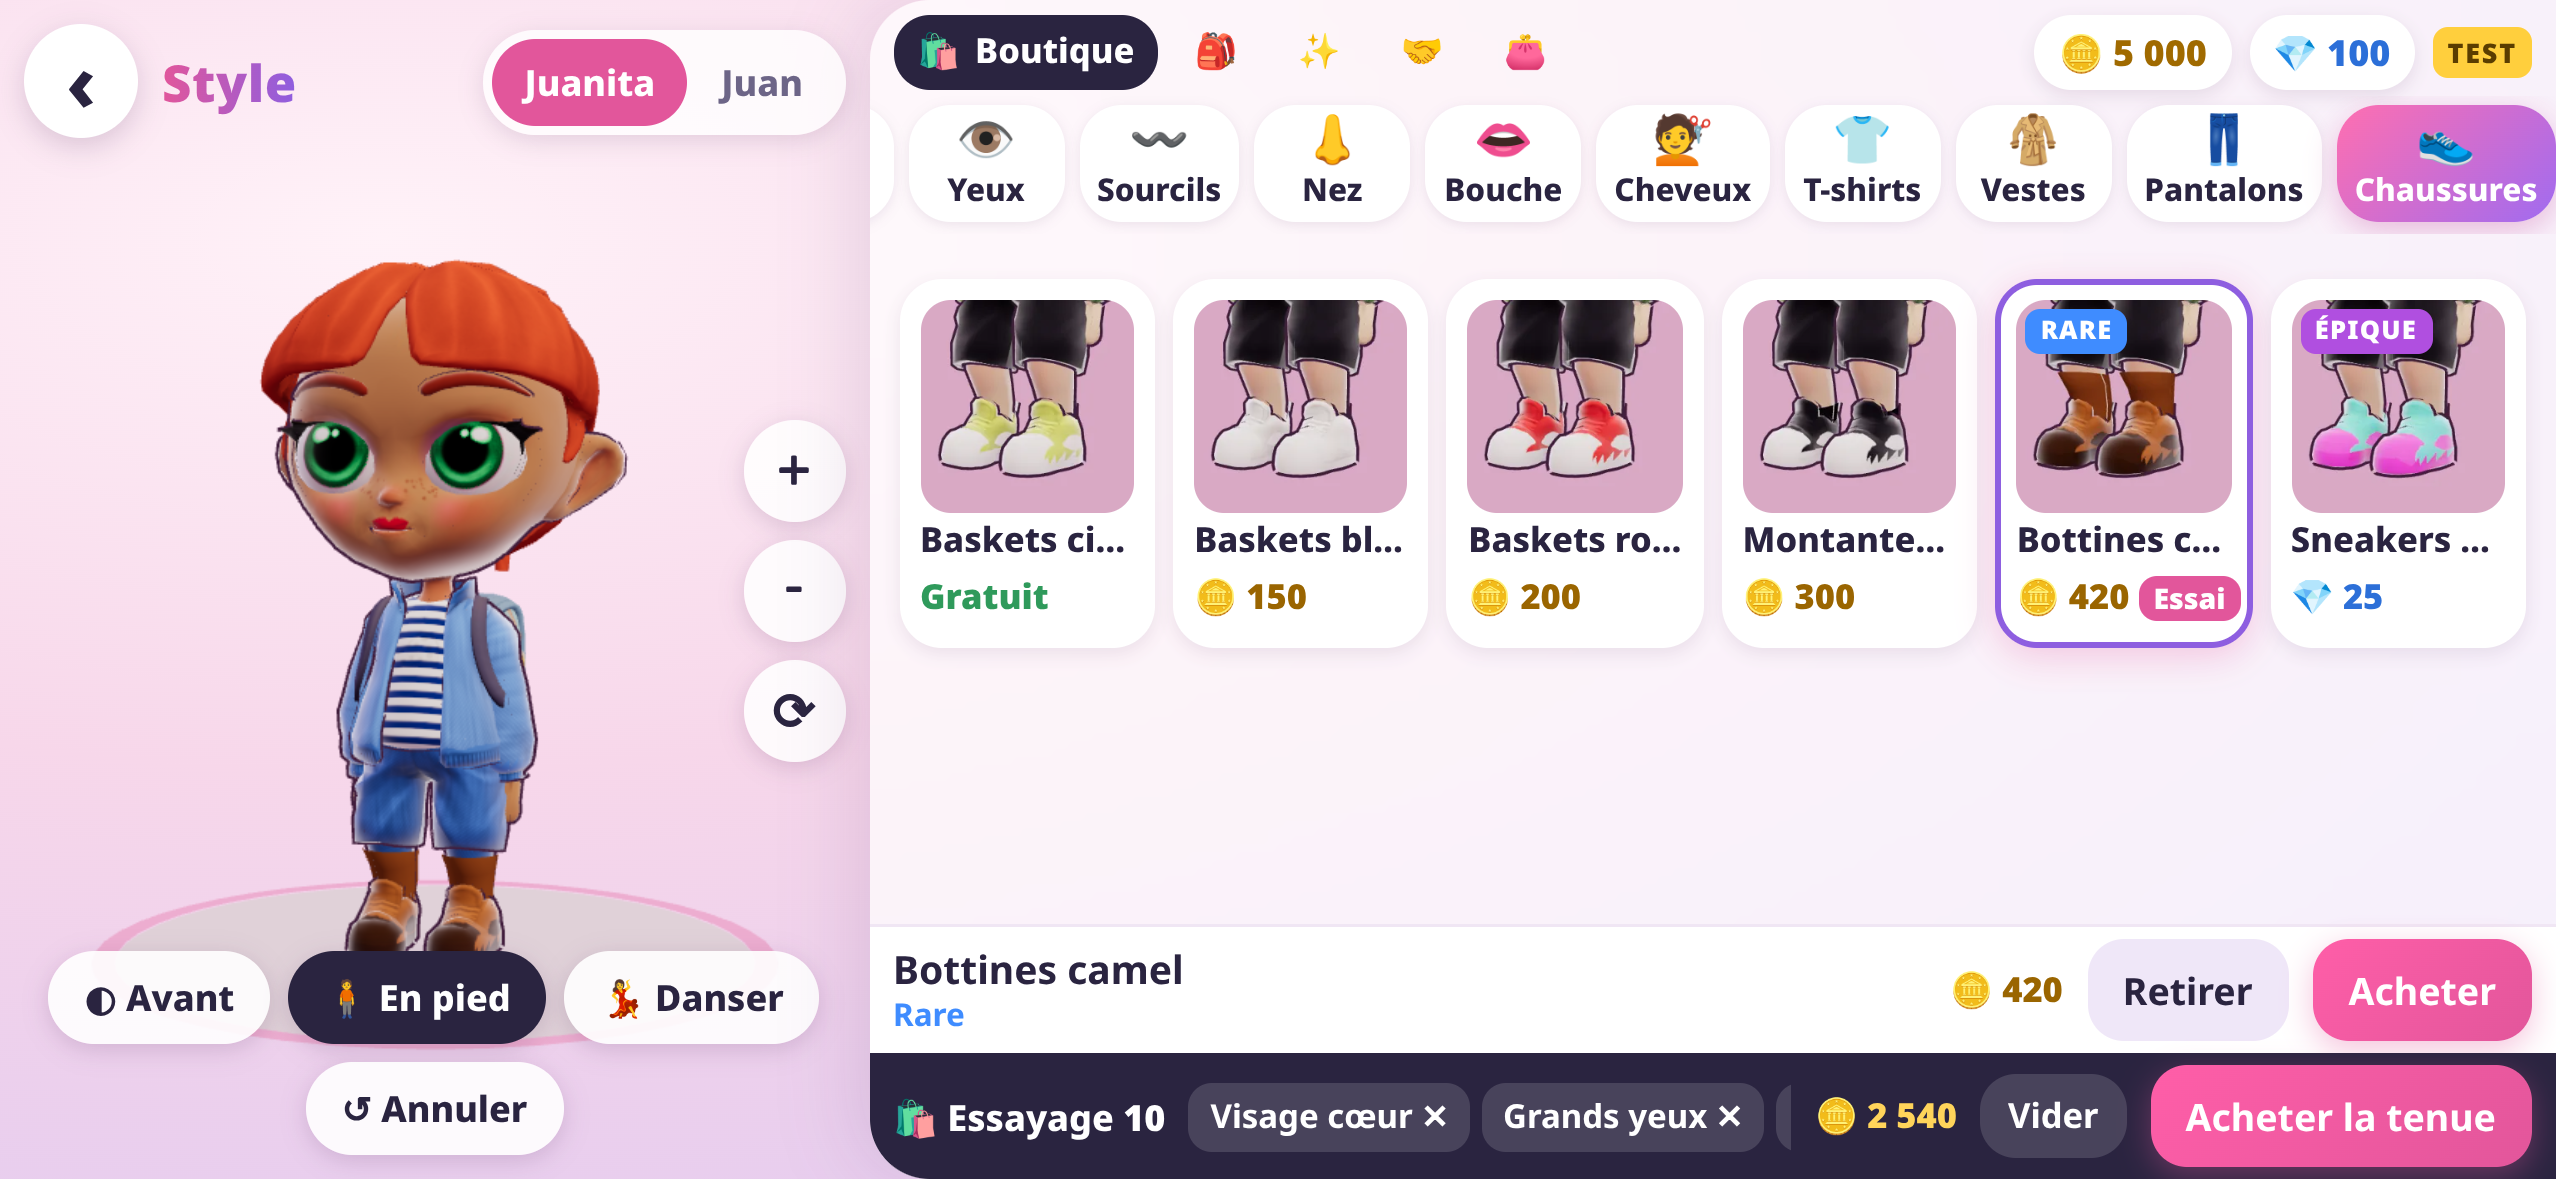 Style
Juanita
Juan
Boutique
5 000
100
TEST
Yeux
Sourcils
Nez
Bouche
Cheveux
T-shirts
Vestes
Pantalons
Chaussures
RARE
ÉPIQUE
Baskets ci...
Baskets bl...
Baskets ro...
Montante...
Bottines c...
Sneakers ...
Gratuit
150
200
300
420 Essai
25
+
-
Avant
En pied
Danser
Annuler
Bottines camel
Rare
420
Retirer
Acheter
Essayage 10
Visage cœur ✕
Grands yeux ✕
2 540
Vider
Acheter la tenue